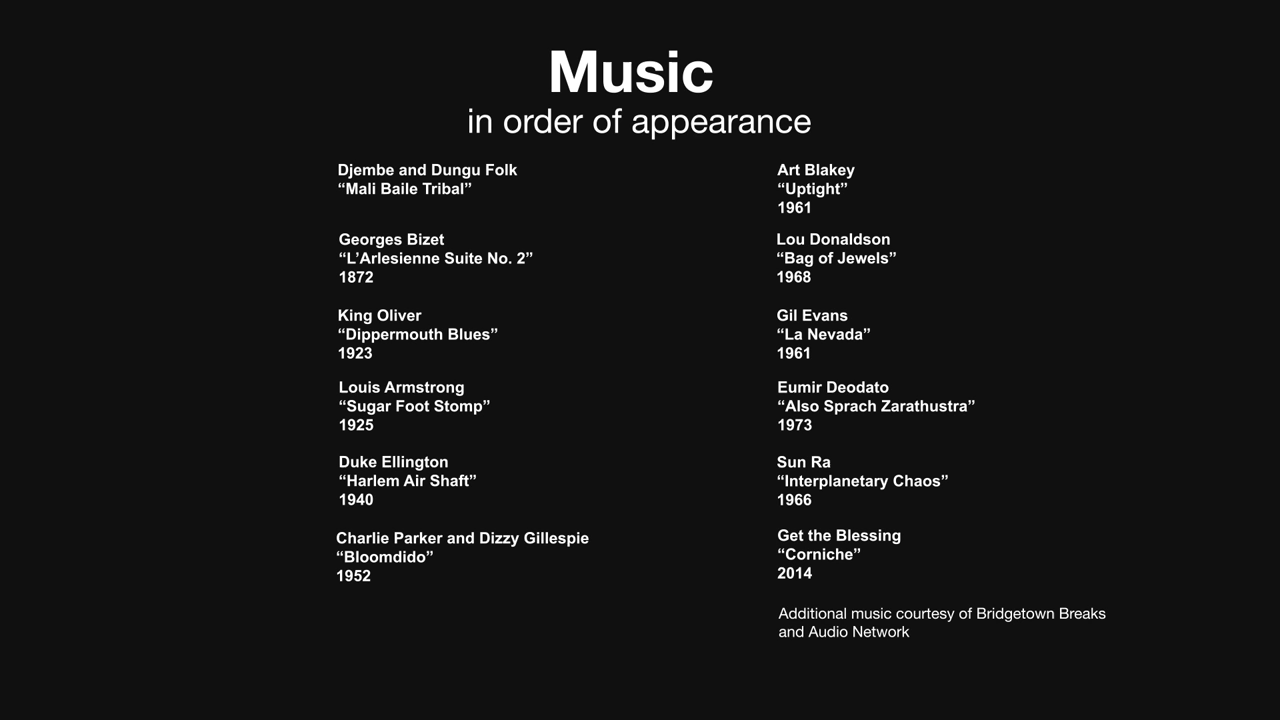 Music
in order of appearance
Djembe and Dungu Folk
“Mali Baile Tribal”
Georges Bizet
“L’Arlesienne Suite No. 2”
1872
King Oliver
“Dippermouth Blues”
1923
Louis Armstrong
“Sugar Foot Stomp”
1925
Duke Ellington
“Harlem Air Shaft”
1940
Charlie Parker and Dizzy Gillespie
“Bloomdido”
1952
Art Blakey
“Uptight”
1961
Lou Donaldson
“Bag of Jewels”
1968
Gil Evans
“La Nevada”
1961
Eumir Deodato
“Also Sprach Zarathustra”
1973
Sun Ra
“Interplanetary Chaos”
1966
Get the Blessing
“Corniche”
2014
Additional music courtesy of Bridgetown Breaks
and Audio Network